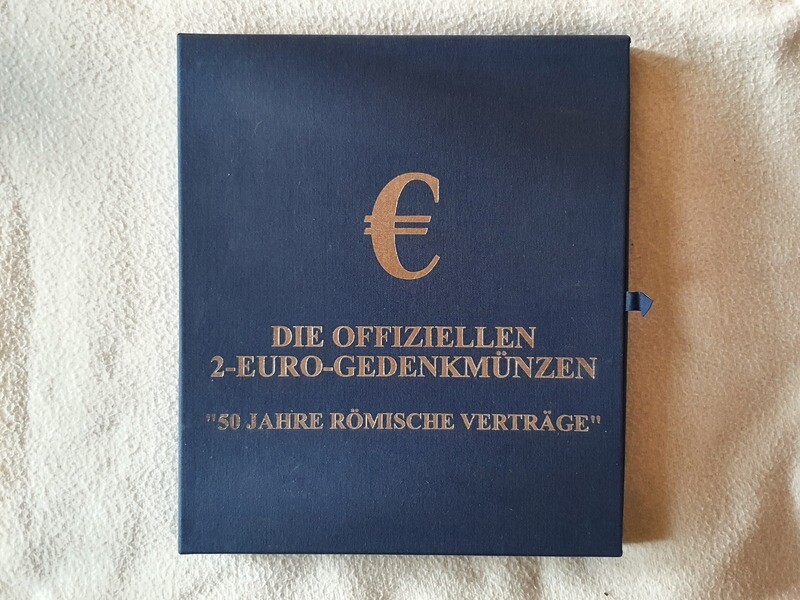 €
DIE OFFIZIELLEN
2-EURO-GEDENKMÜNZEN
"50 JAHRE RÖMISCHE VERTRÄGE"